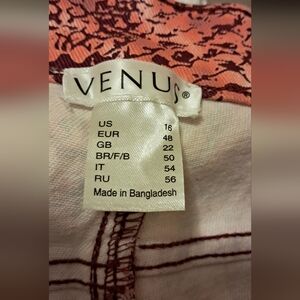 VENUS®
US 16
EUR 48
GB 22
BR/F/B 50
IT 54
RU 56
Made in Bangladesh